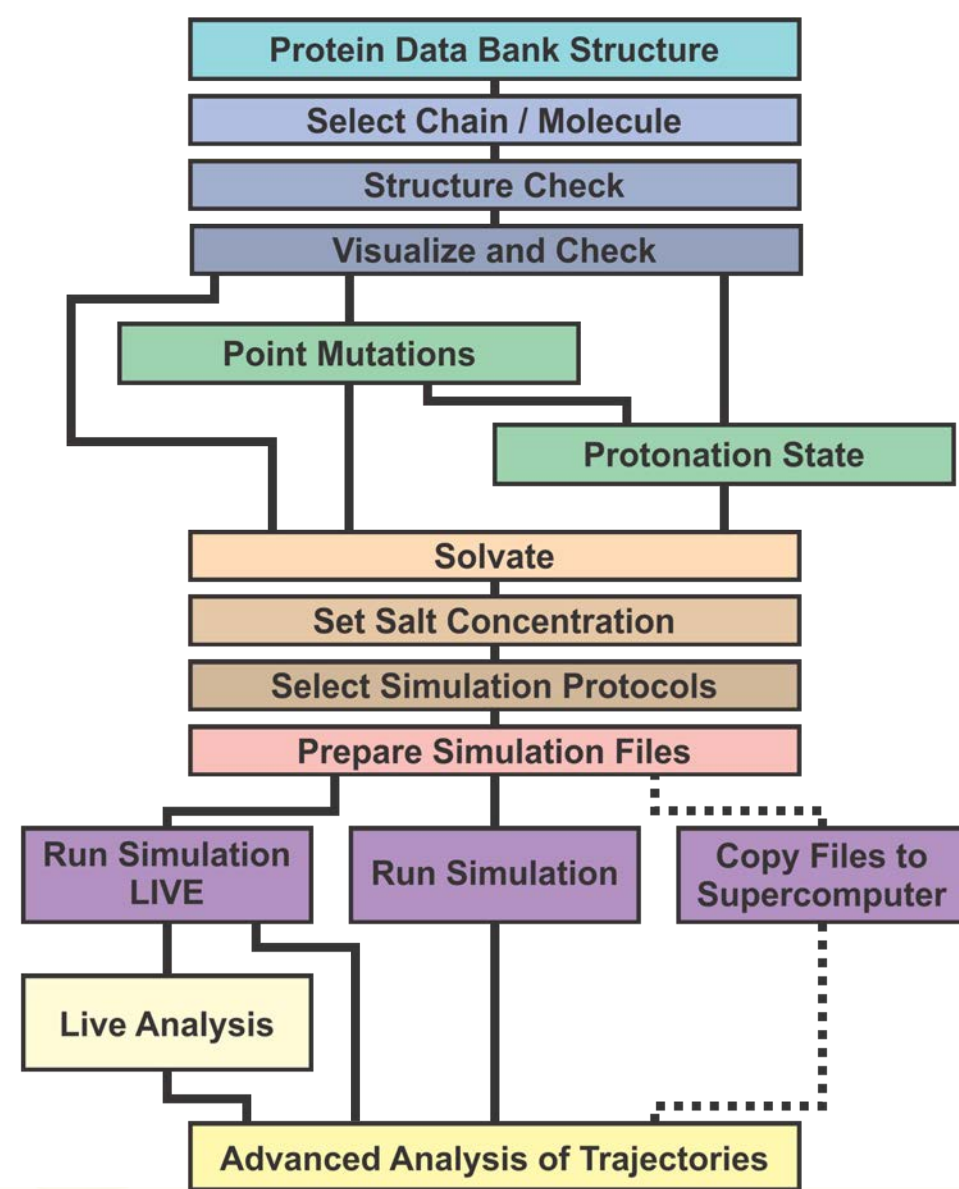 Protein Data Bank Structure
Select Chain / Molecule
Structure Check
Visualize and Check
Point Mutations
Protonation State
Solvate
Set Salt Concentration
Select Simulation Protocols
Prepare Simulation Files
Run Simulation
LIVE
Run Simulation
Copy Files to
Supercomputer
Live Analysis
Advanced Analysis of Trajectories